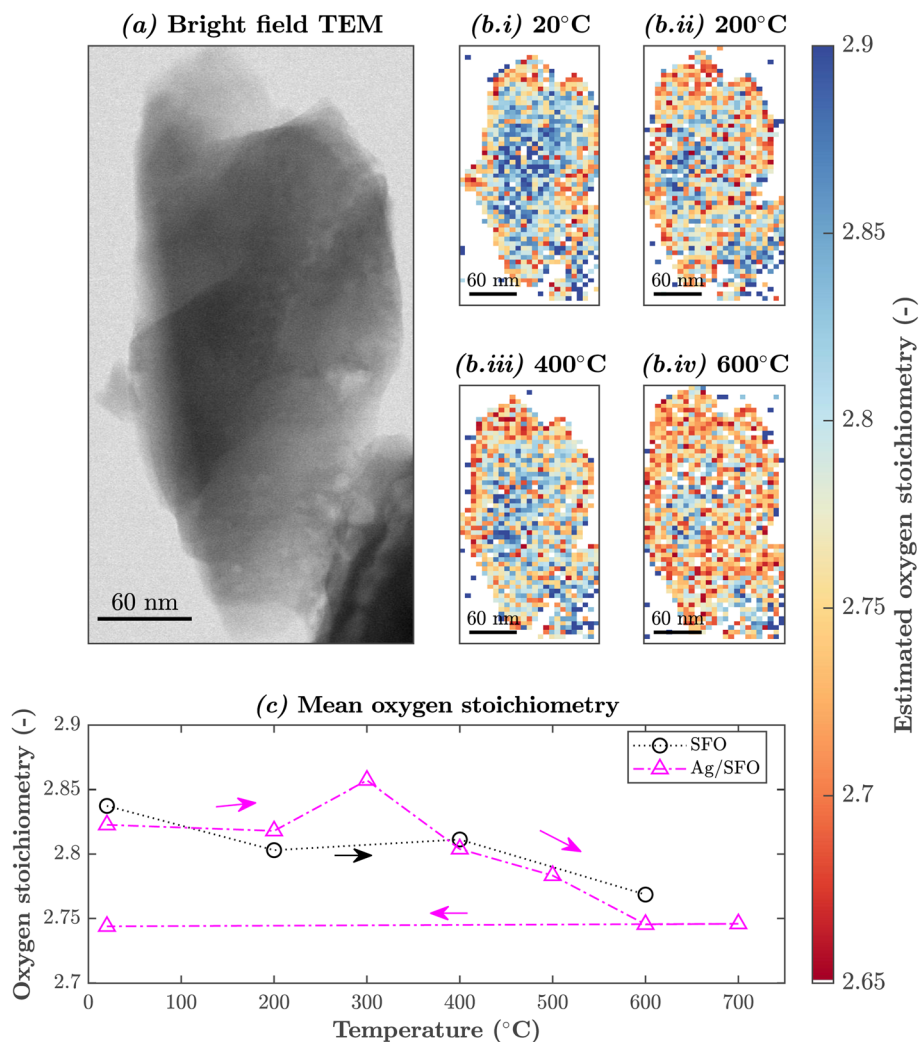 (a) Bright field TEM
60 nm
(b.i) 20°C
60 nm
(b.ii) 200°C
60 nm
(b.iii) 400°C
60 nm
(b.iv) 600°C
60 nm
2.9
2.85
2.8
2.75
2.7
2.65
Estimated oxygen stoichiometry (-)
(c) Mean oxygen stoichiometry
Oxygen stoichiometry (-)
2.9
2.85
2.8
2.75
2.7
SFO
Ag/SFO
0 100 200 300 400 500 600 700
Temperature (°C)